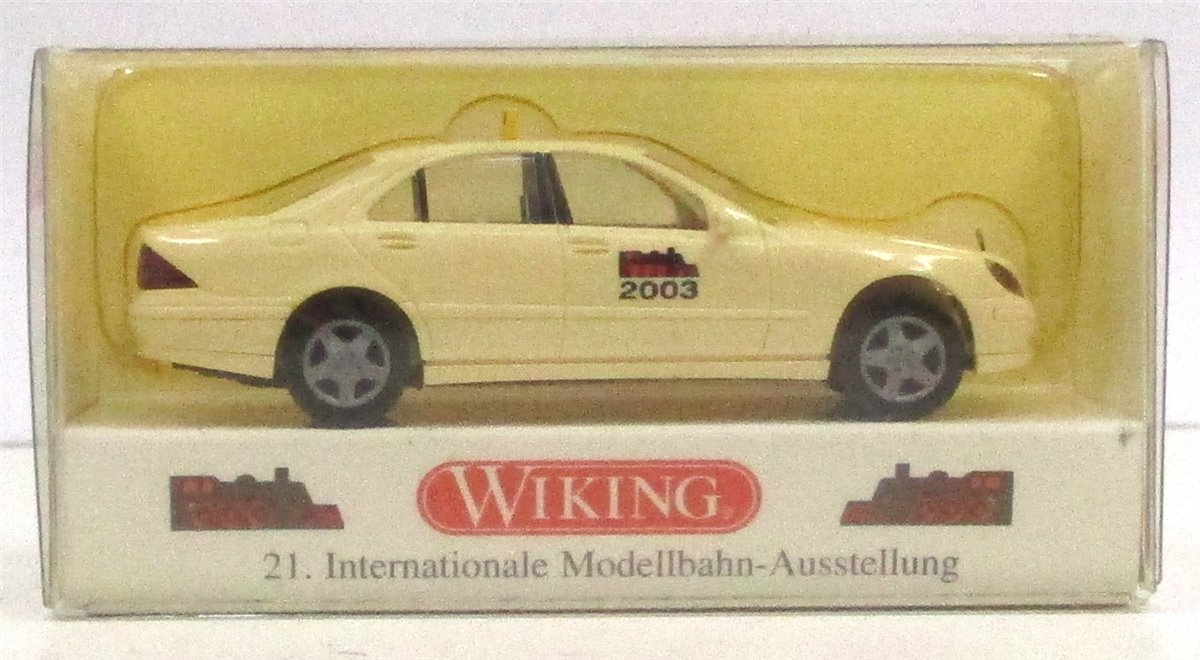 2003
WIKING
21. Internationale Modellbahn-Ausstellung